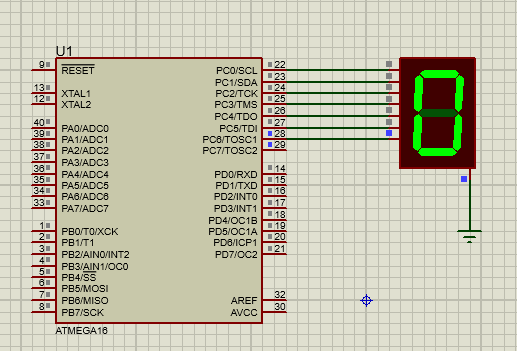 U1
9 RESET
13 XTAL1
12 XTAL2
40 PA0/ADC0
39 PA1/ADC1
38 PA2/ADC2
37 PA3/ADC3
36 PA4/ADC4
35 PA5/ADC5
34 PA6/ADC6
33 PA7/ADC7
1 PB0/T0/XCK
2 PB1/T1
3 PB2/AIN0/INT2
4 PB3/AIN1/OC0
5 PB4/SS
6 PB5/MOSI
7 PB6/MISO
8 PB7/SCK
PC0/SCL 22
PC1/SDA 23
PC2/TCK 24
PC3/TMS 25
PC4/TDO 26
PC5/TDI 27
PC6/TOSC1 28
PC7/TOSC2 29
PD0/RXD 14
PD1/TXD 15
PD2/INT0 16
PD3/INT1 17
PD4/OC1B 18
PD5/OC1A 19
PD6/ICP1 20
PD7/OC2 21
AREF 32
AVCC 30
ATMEGA16
0